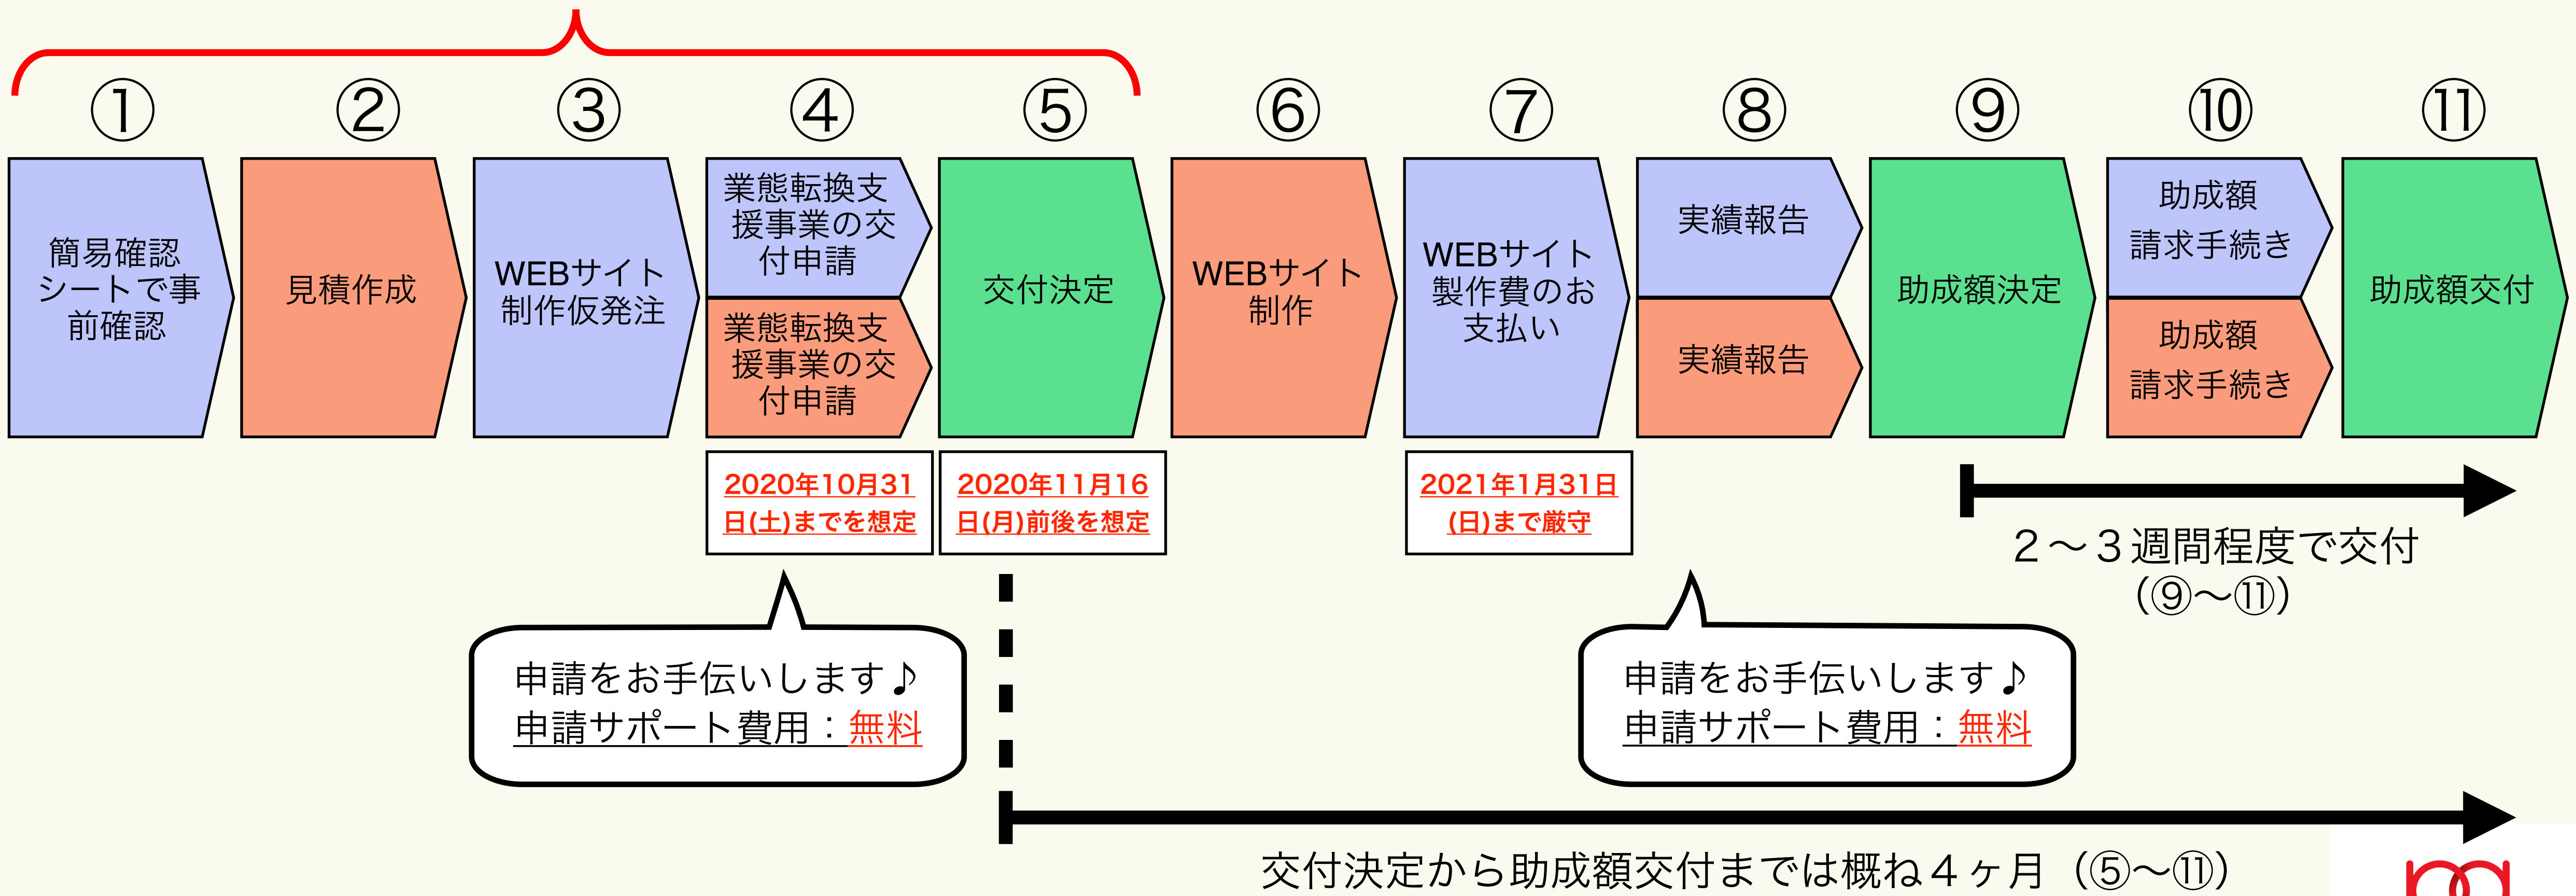 ①
②
③
④
⑤
⑥
⑦
⑧
⑨
⑩
⑪
簡易確認
シートで事
前確認
見積作成
WEBサイト
制作仮発注
業態転換支
援事業の交
付申請
業態転換支
援事業の交
付申請
交付決定
WEBサイト
制作
WEBサイト
製作費のお
支払い
実績報告
実績報告
助成額決定
助成額
請求手続き
助成額
請求手続き
助成額交付
2020年10月31
日(土)までを想定
2020年11月16
日(月)前後を想定
2021年1月31日
(日)まで厳守
２〜３週間程度で交付
（⑨〜⑪）
申請をお手伝いします♪
申請サポート費用：無料
申請をお手伝いします♪
申請サポート費用：無料
交付決定から助成額交付までは概ね４ヶ月（⑤〜⑪）